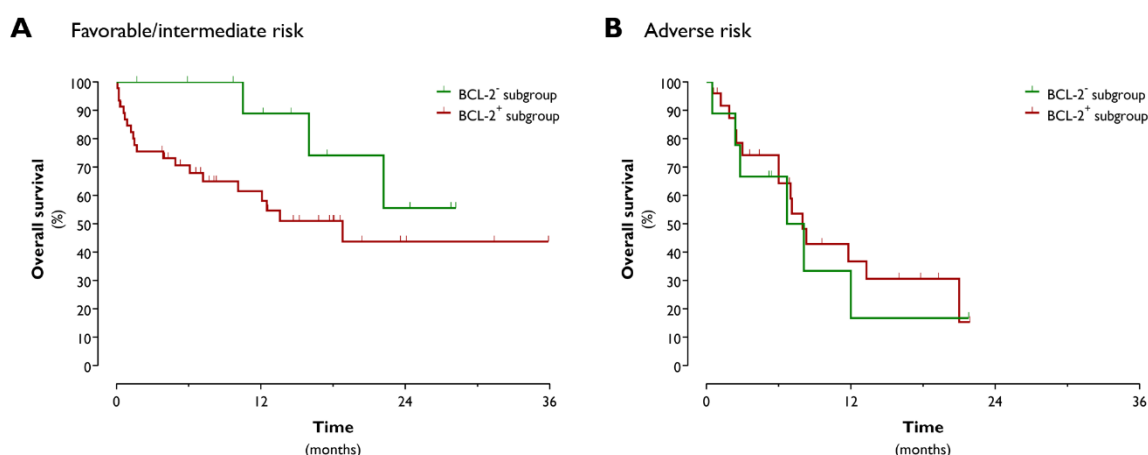 A Favorable/intermediate risk
100
90
80
70
60
50
40
30
20
10
0
Overall survival
(%)
BCL-2⁻ subgroup
BCL-2⁺ subgroup
0 12 24 36
Time
(months)
B Adverse risk
100
90
80
70
60
50
40
30
20
10
0
Overall survival
(%)
BCL-2⁻ subgroup
BCL-2⁺ subgroup
0 12 24 36
Time
(months)